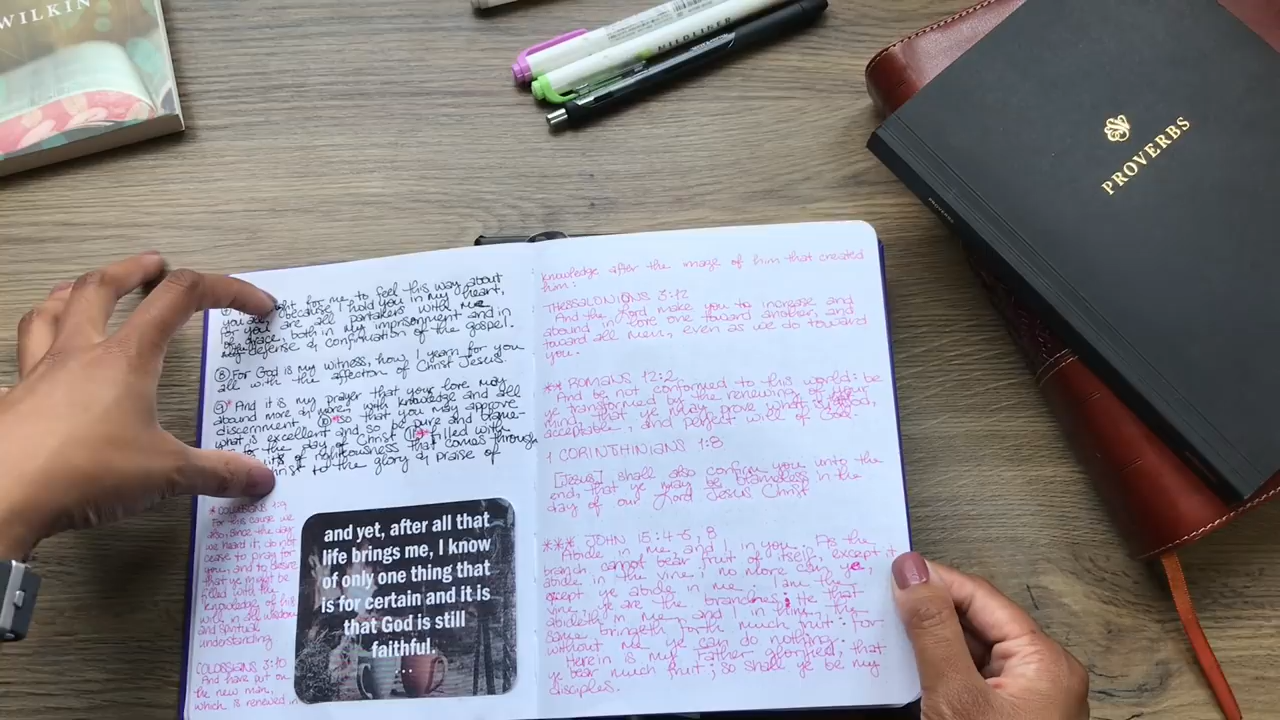 WILKIN
MILDLINER
PROVERBS
PROVERBS
for me to feel this way about
you all, because I hold you in my heart,
for you are all partakers with me
of grace, both in my imprisonment and in
my defense & confirmation of the gospel.
(8) For God is my witness, how, I yearn for you
all with the affection of Christ Jesus.
(9)* And it is my prayer that your love may
abound more & more, with knowledge and all
discernment. (10)*so that you may approve
what is excellent and so be pure and blame-
for the day of Christ (11)* filled with
of righteousness that comes through
to the glory & praise of
* COLOSSIANS 1:9
For this cause we
also, since the day
we heard it, do not
cease to pray for
you, and to desire
that ye might be
filled with the
knowledge of his
will in all wisdom
and spiritual
understanding
COLOSSIANS 3:10
And have put on
the new man,
which is renewed in
and yet, after all that
life brings me, I know
of only one thing that
is for certain and it is
that God is still
faithful.
...
knowledge after the image of him that created
him:
THESSALONIANS 3:12
And the Lord make you to increase and
abound in love one toward another, and
toward all men, even as we do toward
you.
** ROMANS 12:2
And be not conformed to this world: be
ye transformed by the renewing of your
mind, that ye may prove what is good,
acceptable, and perfect will of God.
1 CORINTHINIANS 1:8
[Jesus] shall also confirm you unto the
end, that ye may be blameless in the
day of our Lord Jesus Christ
*** JOHN 15:4-5, 8
Abide in me, and I in you. As the
branch cannot bear fruit of itself, except it
abide in the vine; no more can ye,
except ye abide in me. I am the
vine, ye are the branches: He that
abideth in me, and I in him, the
same bringeth forth much fruit: for
without me ye can do nothing.
Herein is my Father glorified, that
ye bear much fruit; so shall ye be my
disciples.